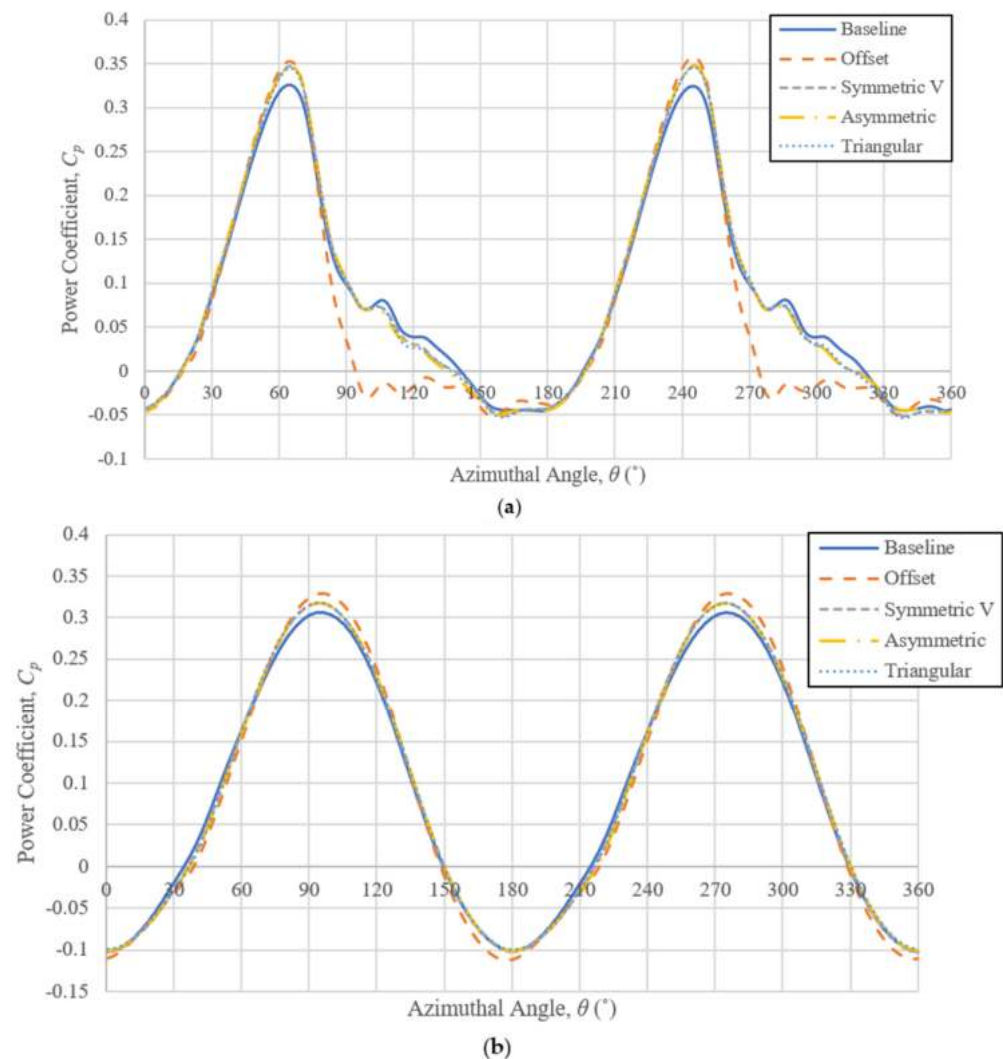 0.4
0.35
0.3
0.25
0.2
0.15
0.1
0.05
0
-0.05
-0.1
Power Coefficient, Cp
0 30 60 90 120 150 180 210 240 270 300 330 360
Azimuthal Angle, θ (°)
Baseline
Offset
Symmetric V
Asymmetric
Triangular
(a)
0.4
0.35
0.3
0.25
0.2
0.15
0.1
0.05
0
-0.05
-0.1
-0.15
Power Coefficient, Cp
0 30 60 90 120 150 180 210 240 270 300 330 360
Azimuthal Angle, θ (°)
Baseline
Offset
Symmetric V
Asymmetric
Triangular
(b)